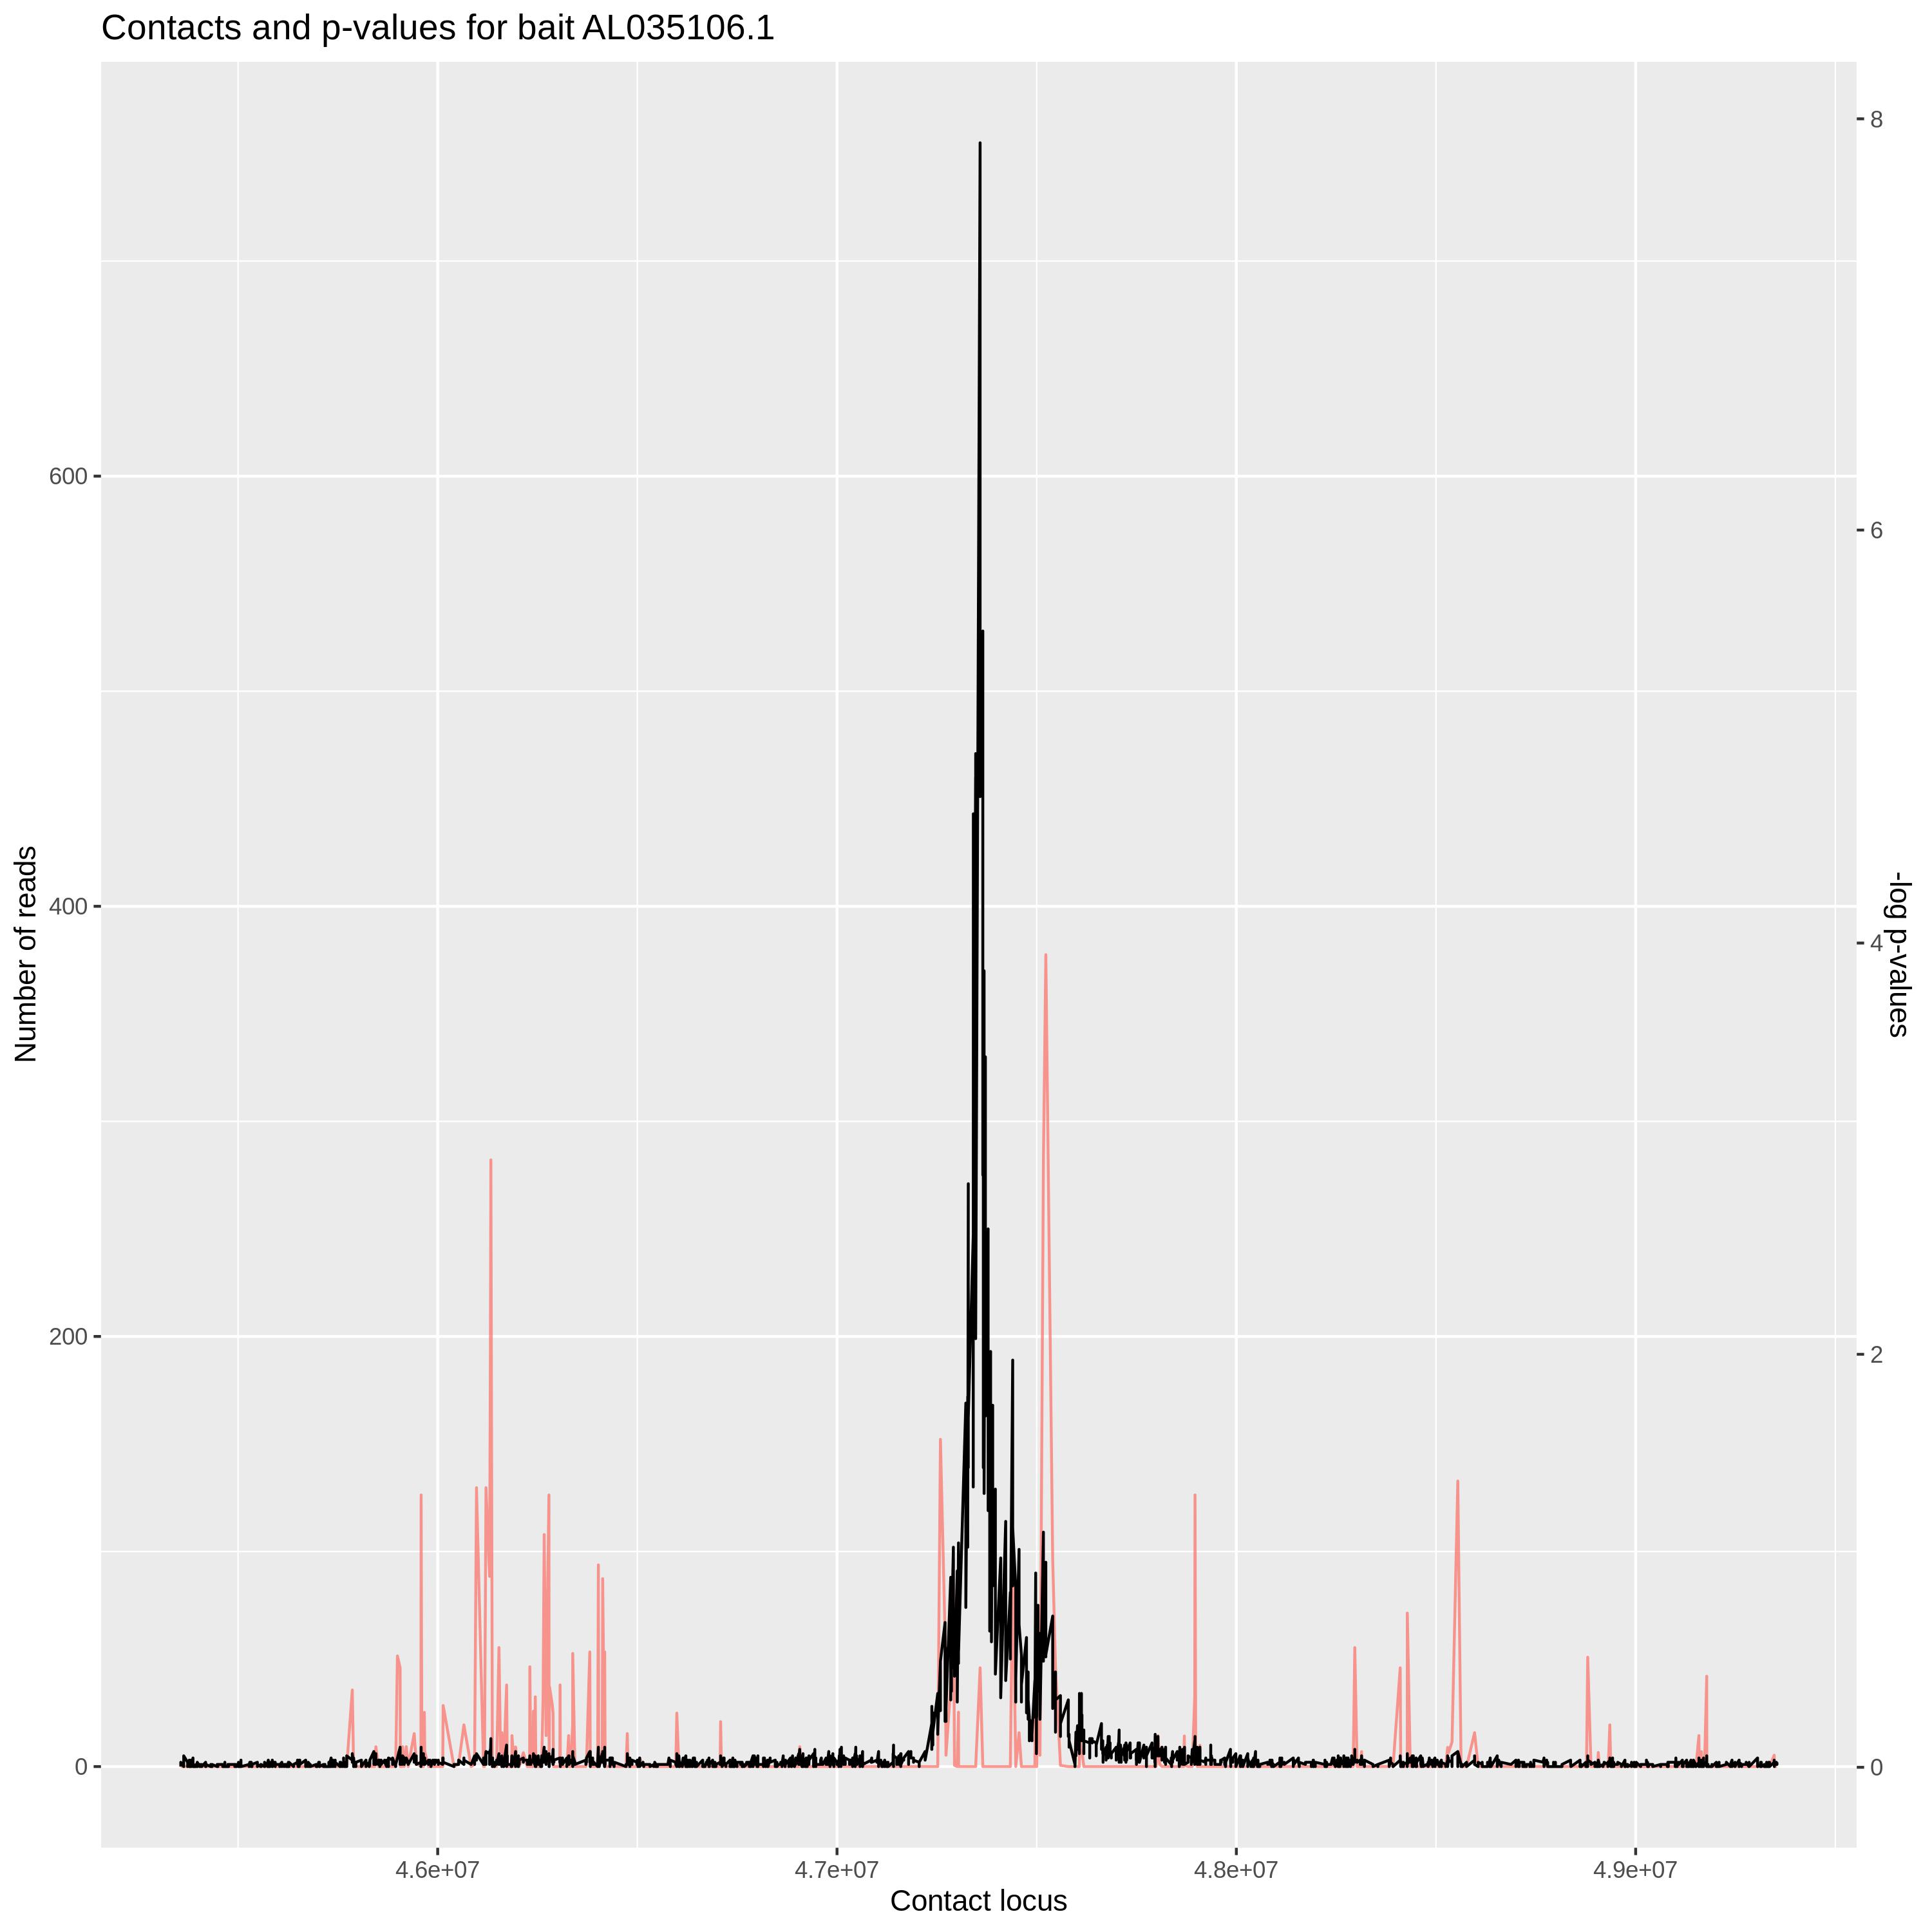 Contacts and p-values for bait AL035106.1
Number of reads
600
400
200
0
8
6
4
2
0
-log p-values
4.6e+07
4.7e+07
4.8e+07
4.9e+07
Contact locus